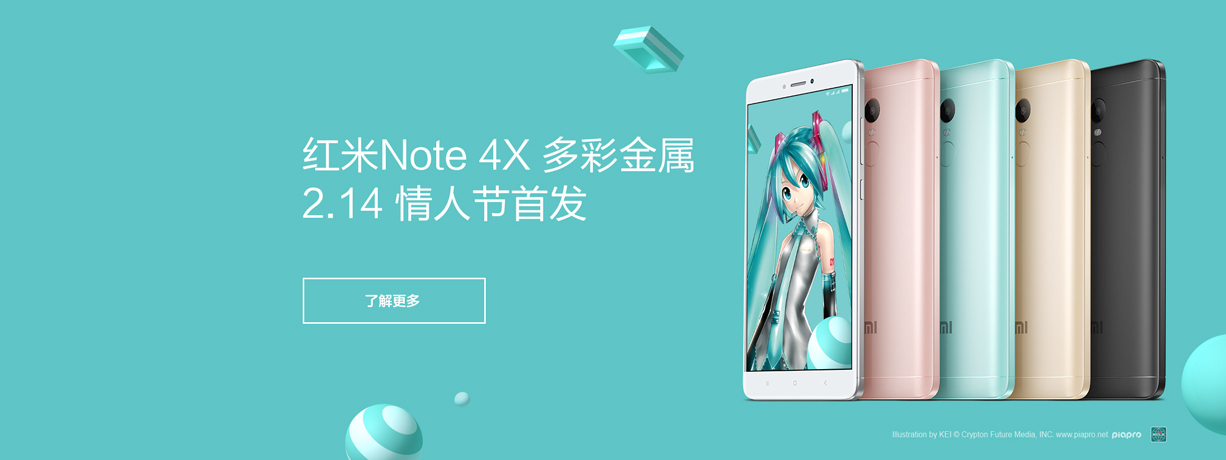 红米Note 4X 多彩金属
2.14 情人节首发
了解更多
MI
MI
MI
MI
Illustration by KEI © Crypton Future Media, INC. www.piapro.net piapro